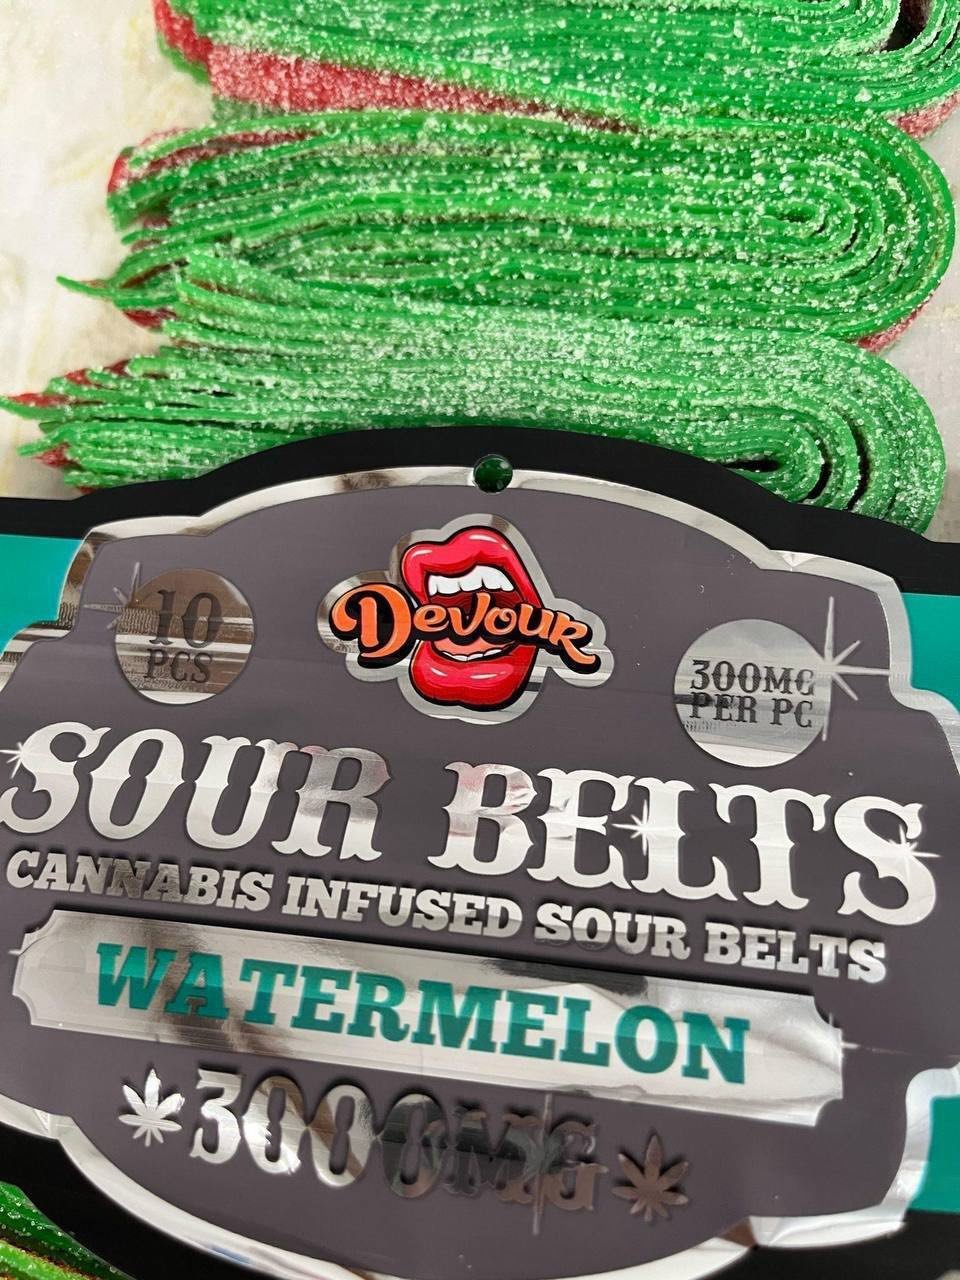 Devour
10
PCS
300MG
PER PC
SOUR BELTS
CANNABIS INFUSED SOUR BELTS
WATERMELON
3000MG